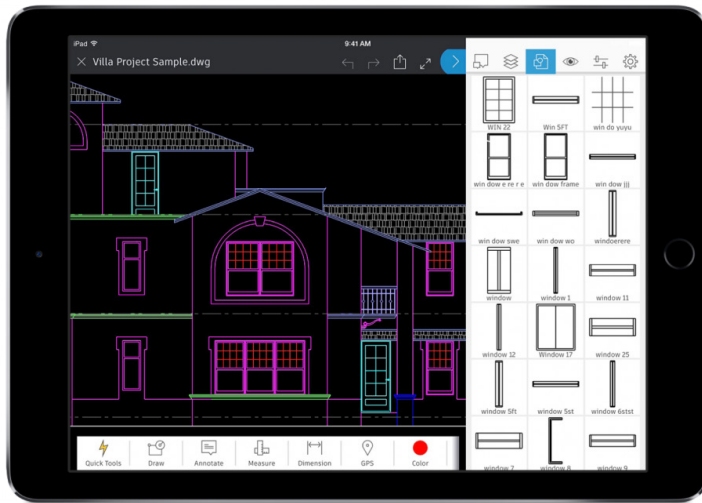 iPad
9:41 AM
Villa Project Sample.dwg
WIN 22
Win 5FT
win do yuyu
win dow e re r e
win dow frame
win dow jjj
win dow swe
win dow wo
windoerere
window
window 1
window 11
window 12
Window 17
window 25
window 5ft
window 5st
window 6stst
window 7
window 8
window 9
Quick Tools
Draw
Annotate
Measure
Dimension
GPS
Color